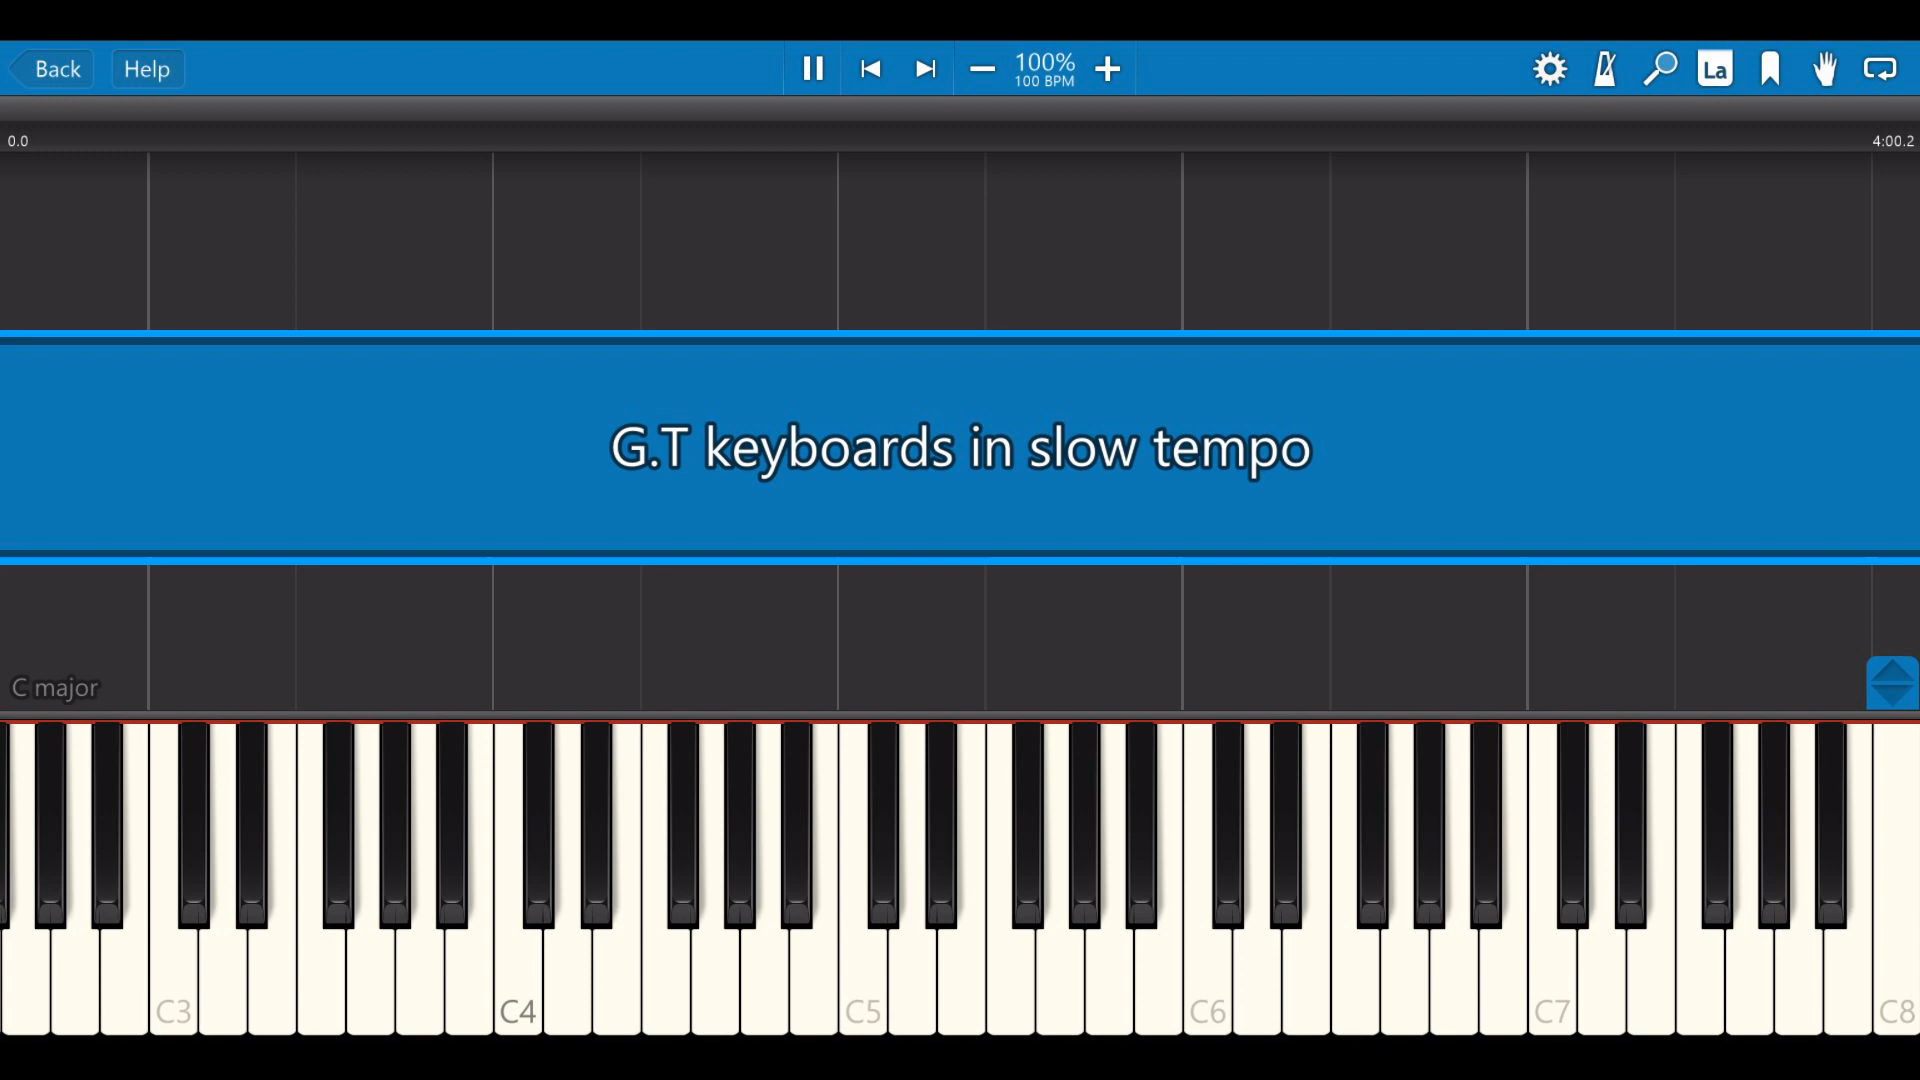 Back
Help
100%
100 BPM
La
0.0
4:00.2
G.T keyboards in slow tempo
C major
C3
C4
C5
C6
C7
C8